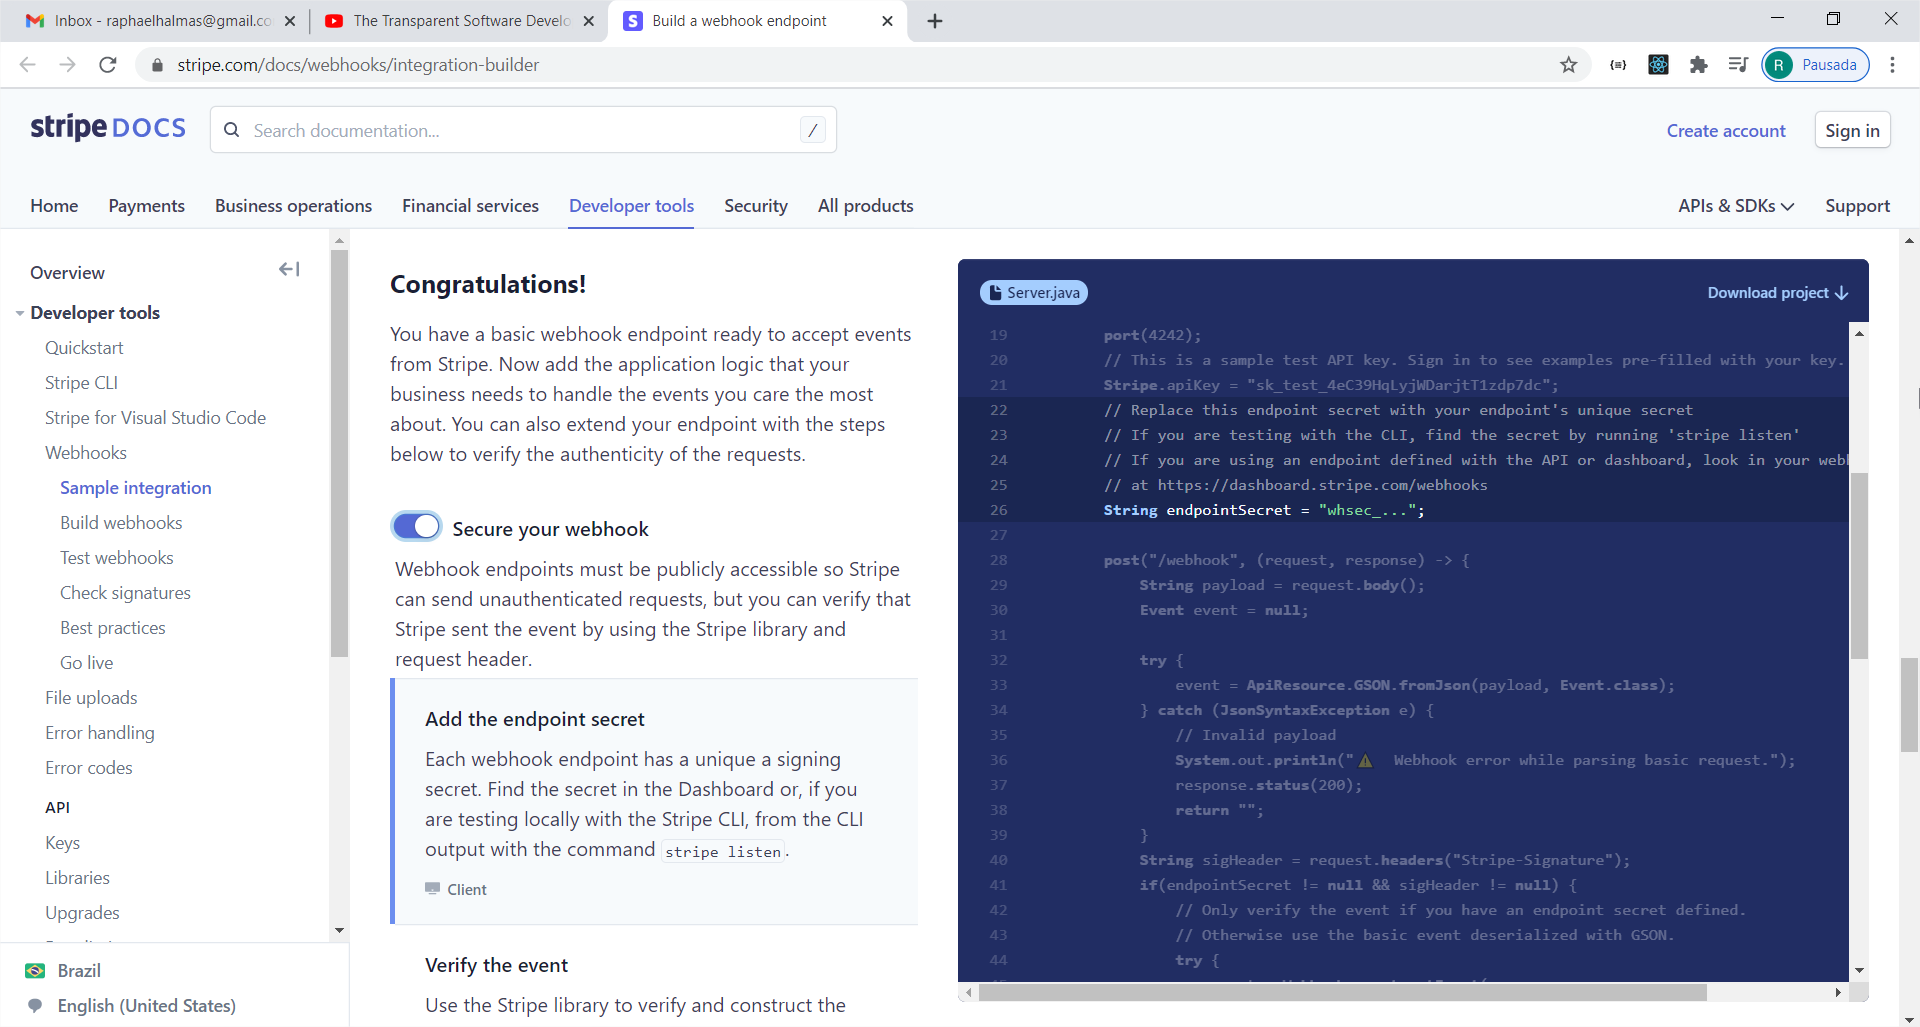 Inbox - raphaelhalmas@gmail.co
The Transparent Software Develo
Build a webhook endpoint
stripe.com/docs/webhooks/integration-builder
R Pausada
stripe DOCS
Search documentation...
/
Create account
Sign in
Home
Payments
Business operations
Financial services
Developer tools
Security
All products
APIs & SDKs
Support
Overview
Developer tools
Quickstart
Stripe CLI
Stripe for Visual Studio Code
Webhooks
Sample integration
Build webhooks
Test webhooks
Check signatures
Best practices
Go live
File uploads
Error handling
Error codes
API
Keys
Libraries
Upgrades
Brazil
English (United States)
Congratulations!
You have a basic webhook endpoint ready to accept events
from Stripe. Now add the application logic that your
business needs to handle the events you care the most
about. You can also extend your endpoint with the steps
below to verify the authenticity of the requests.
Secure your webhook
Webhook endpoints must be publicly accessible so Stripe
can send unauthenticated requests, but you can verify that
Stripe sent the event by using the Stripe library and
request header.
Add the endpoint secret
Each webhook endpoint has a unique a signing
secret. Find the secret in the Dashboard or, if you
are testing locally with the Stripe CLI, from the CLI
output with the command stripe listen.
Client
Verify the event
Use the Stripe library to verify and construct the
Server.java
Download project
19 port(4242);
20 // This is a sample test API key. Sign in to see examples pre-filled with your key.
21 Stripe.apiKey = "sk_test_4eC39HqLyjWDarjtT1zdp7dc";
22 // Replace this endpoint secret with your endpoint's unique secret
23 // If you are testing with the CLI, find the secret by running 'stripe listen'
24 // If you are using an endpoint defined with the API or dashboard, look in your web
25 // at https://dashboard.stripe.com/webhooks
26 String endpointSecret = "whsec_...";
27
28 post("/webhook", (request, response) -> {
29 String payload = request.body();
30 Event event = null;
31
32 try {
33 event = ApiResource.GSON.fromJson(payload, Event.class);
34 } catch (JsonSyntaxException e) {
35 // Invalid payload
36 System.out.println("⚠️ Webhook error while parsing basic request.");
37 response.status(200);
38 return "";
39 }
40 String sigHeader = request.headers("Stripe-Signature");
41 if(endpointSecret != null && sigHeader != null) {
42 // Only verify the event if you have an endpoint secret defined.
43 // Otherwise use the basic event deserialized with GSON.
44 try {